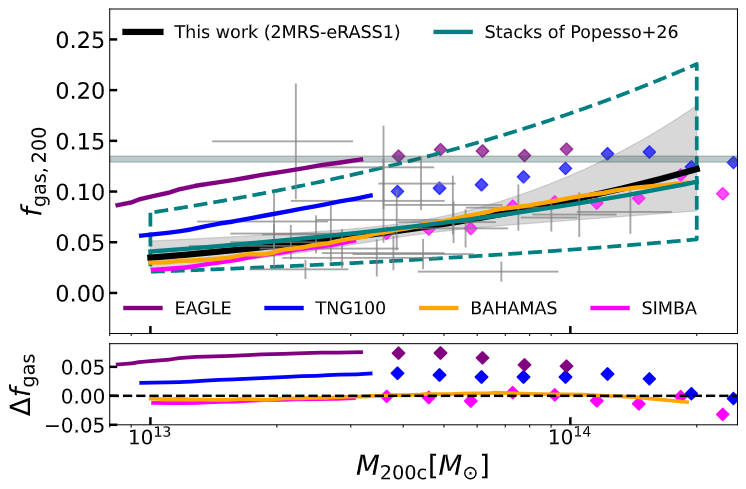 This work (2MRS-eRASS1) Stacks of Popesso+26
0.25
0.20
0.15
0.10
0.05
0.00
f_gas, 200
EAGLE TNG100 BAHAMAS SIMBA
0.05
0.00
−0.05
Δf_gas
10^13 10^14
M_200c[M_⊙]